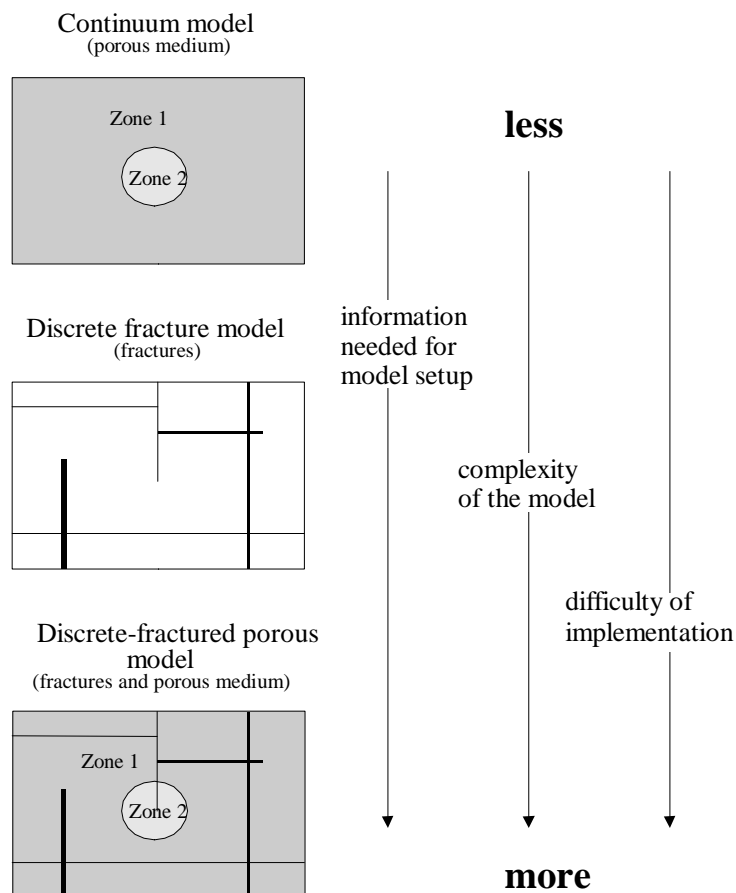 Continuum model
(porous medium)
Zone 1
Zone 2
less
Discrete fracture model
(fractures)
information
needed for
model setup
complexity
of the model
difficulty of
implementation
Discrete-fractured porous
model
(fractures and porous medium)
Zone 1
Zone 2
more